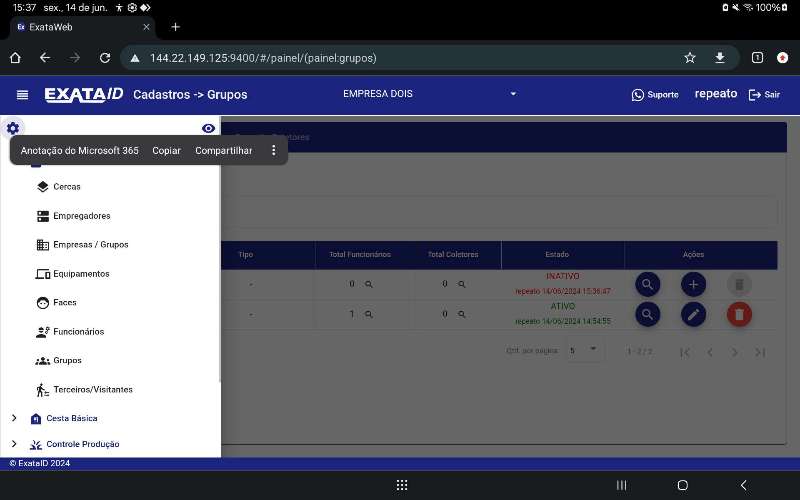 15:37 sex., 14 de jun. 100%
ExataWeb
144.22.149.125:9400/#/painel/(painel:grupos)
1
EXATAID Cadastros -> Grupos EMPRESA DOIS Suporte repeato Sair
Anotação do Microsoft 365 Copiar Compartilhar
Cercas
Empregadores
Empresas / Grupos
Equipamentos
Faces
Funcionários
Grupos
Terceiros/Visitantes
Cesta Básica
Controle Produção
Tipo Total Funcionários Total Coletores Estado Ações
- 0 0 INATIVO
repeato 14/06/2024 15:36:47
- 1 0 ATIVO
repeato 14/06/2024 14:54:55
Qtd. por página: 5 1 - 2 / 2
© ExataID 2024